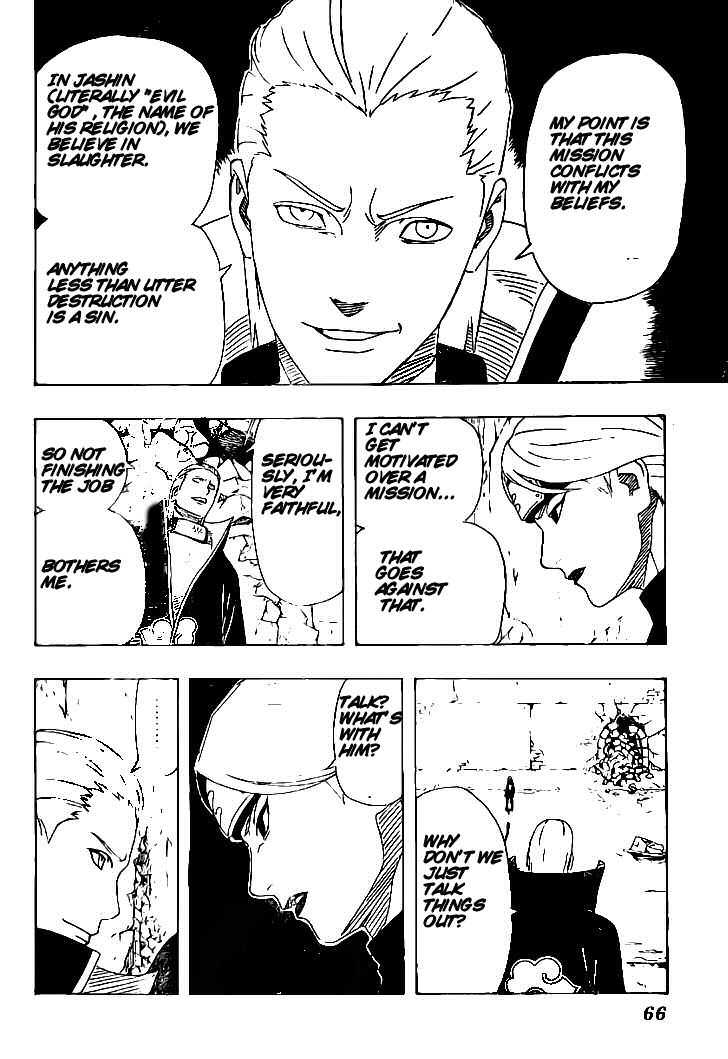 MY POINT IS
THAT THIS
MISSION
CONFLICTS
WITH MY
BELIEFS.
IN JASHIN
(LITERALLY "EVIL
GOD", THE NAME OF
HIS RELIGION), WE
BELIEVE IN
SLAUGHTER.
ANYTHING
LESS THAN UTTER
DESTRUCTION
IS A SIN.
I CAN'T
GET
MOTIVATED
OVER A
MISSION...
THAT
GOES
AGAINST
THAT.
SERIOU-
SLY, I'M
VERY
FAITHFUL,
SO NOT
FINISHING
THE JOB
BOTHERS
ME.
WHY
DON'T WE
JUST
TALK
THINGS
OUT?
TALK?
WHAT'S
WITH
HIM?
........
66